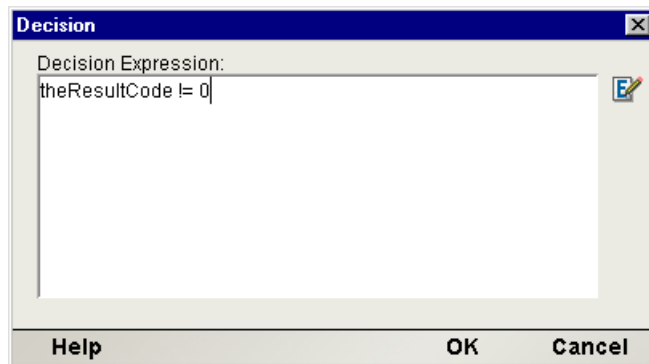 Decision
Decision Expression:
theResultCode != 0
Help OK Cancel